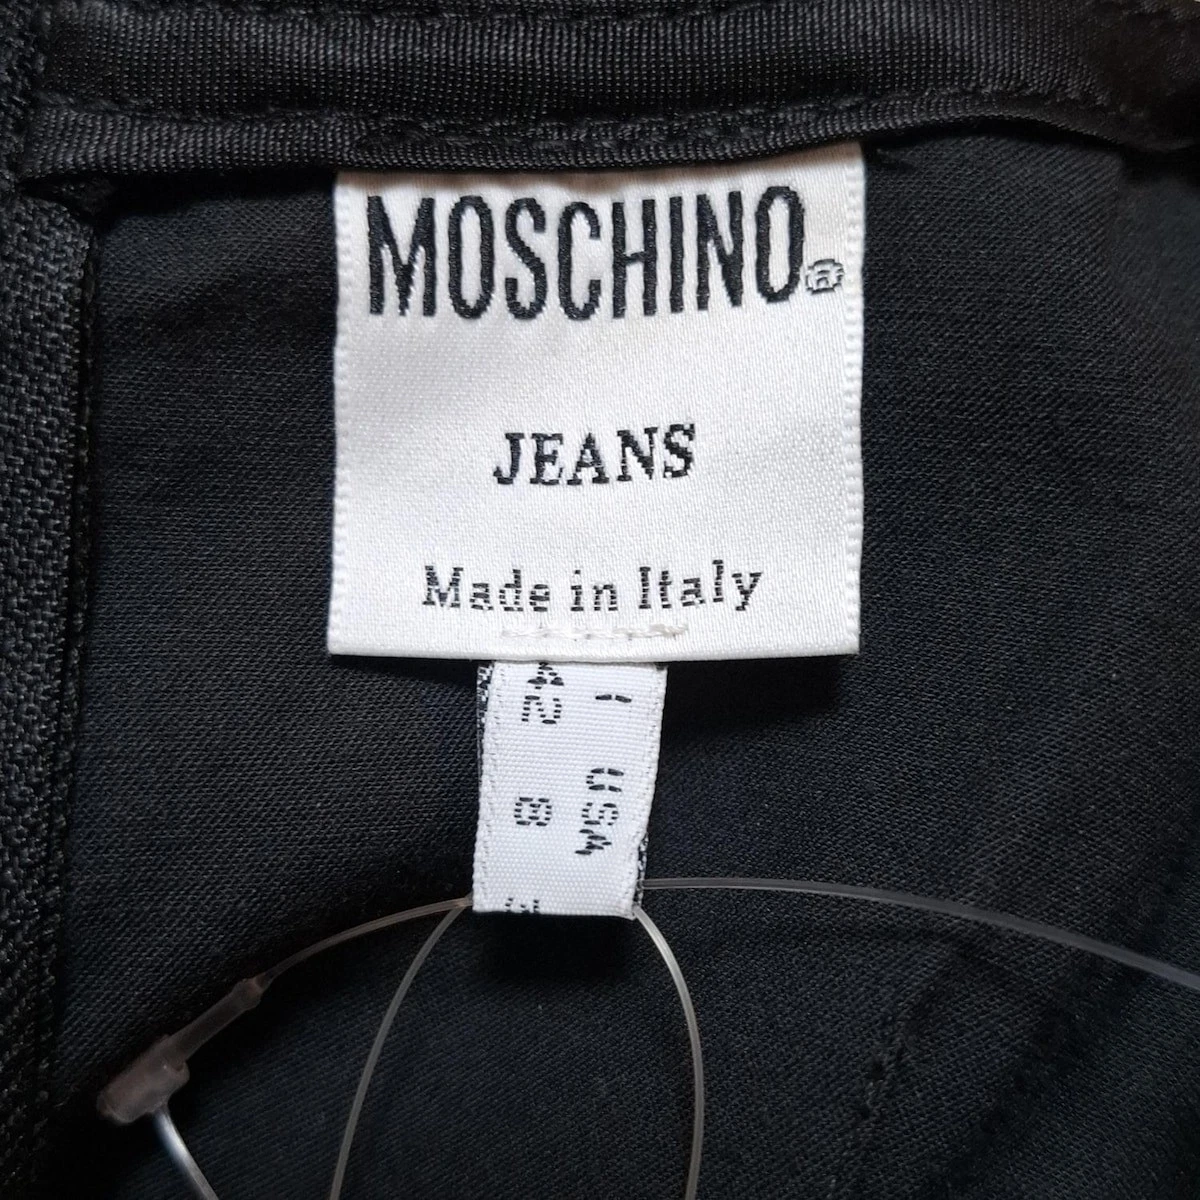 MOSCHINO®
JEANS
Made in Italy
I USA
42 8